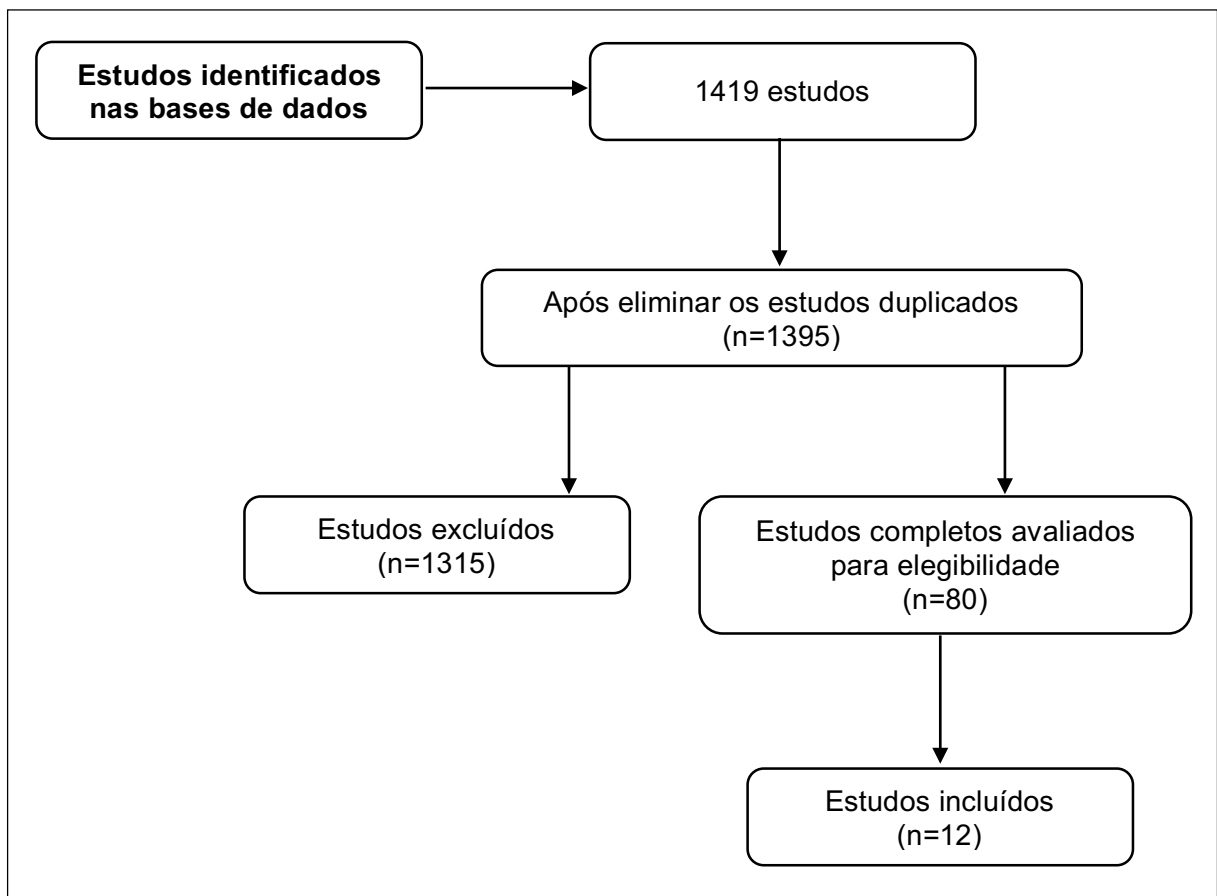 Estudos identificados
nas bases de dados
1419 estudos
Após eliminar os estudos duplicados
(n=1395)
Estudos excluídos
(n=1315)
Estudos completos avaliados
para elegibilidade
(n=80)
Estudos incluídos
(n=12)